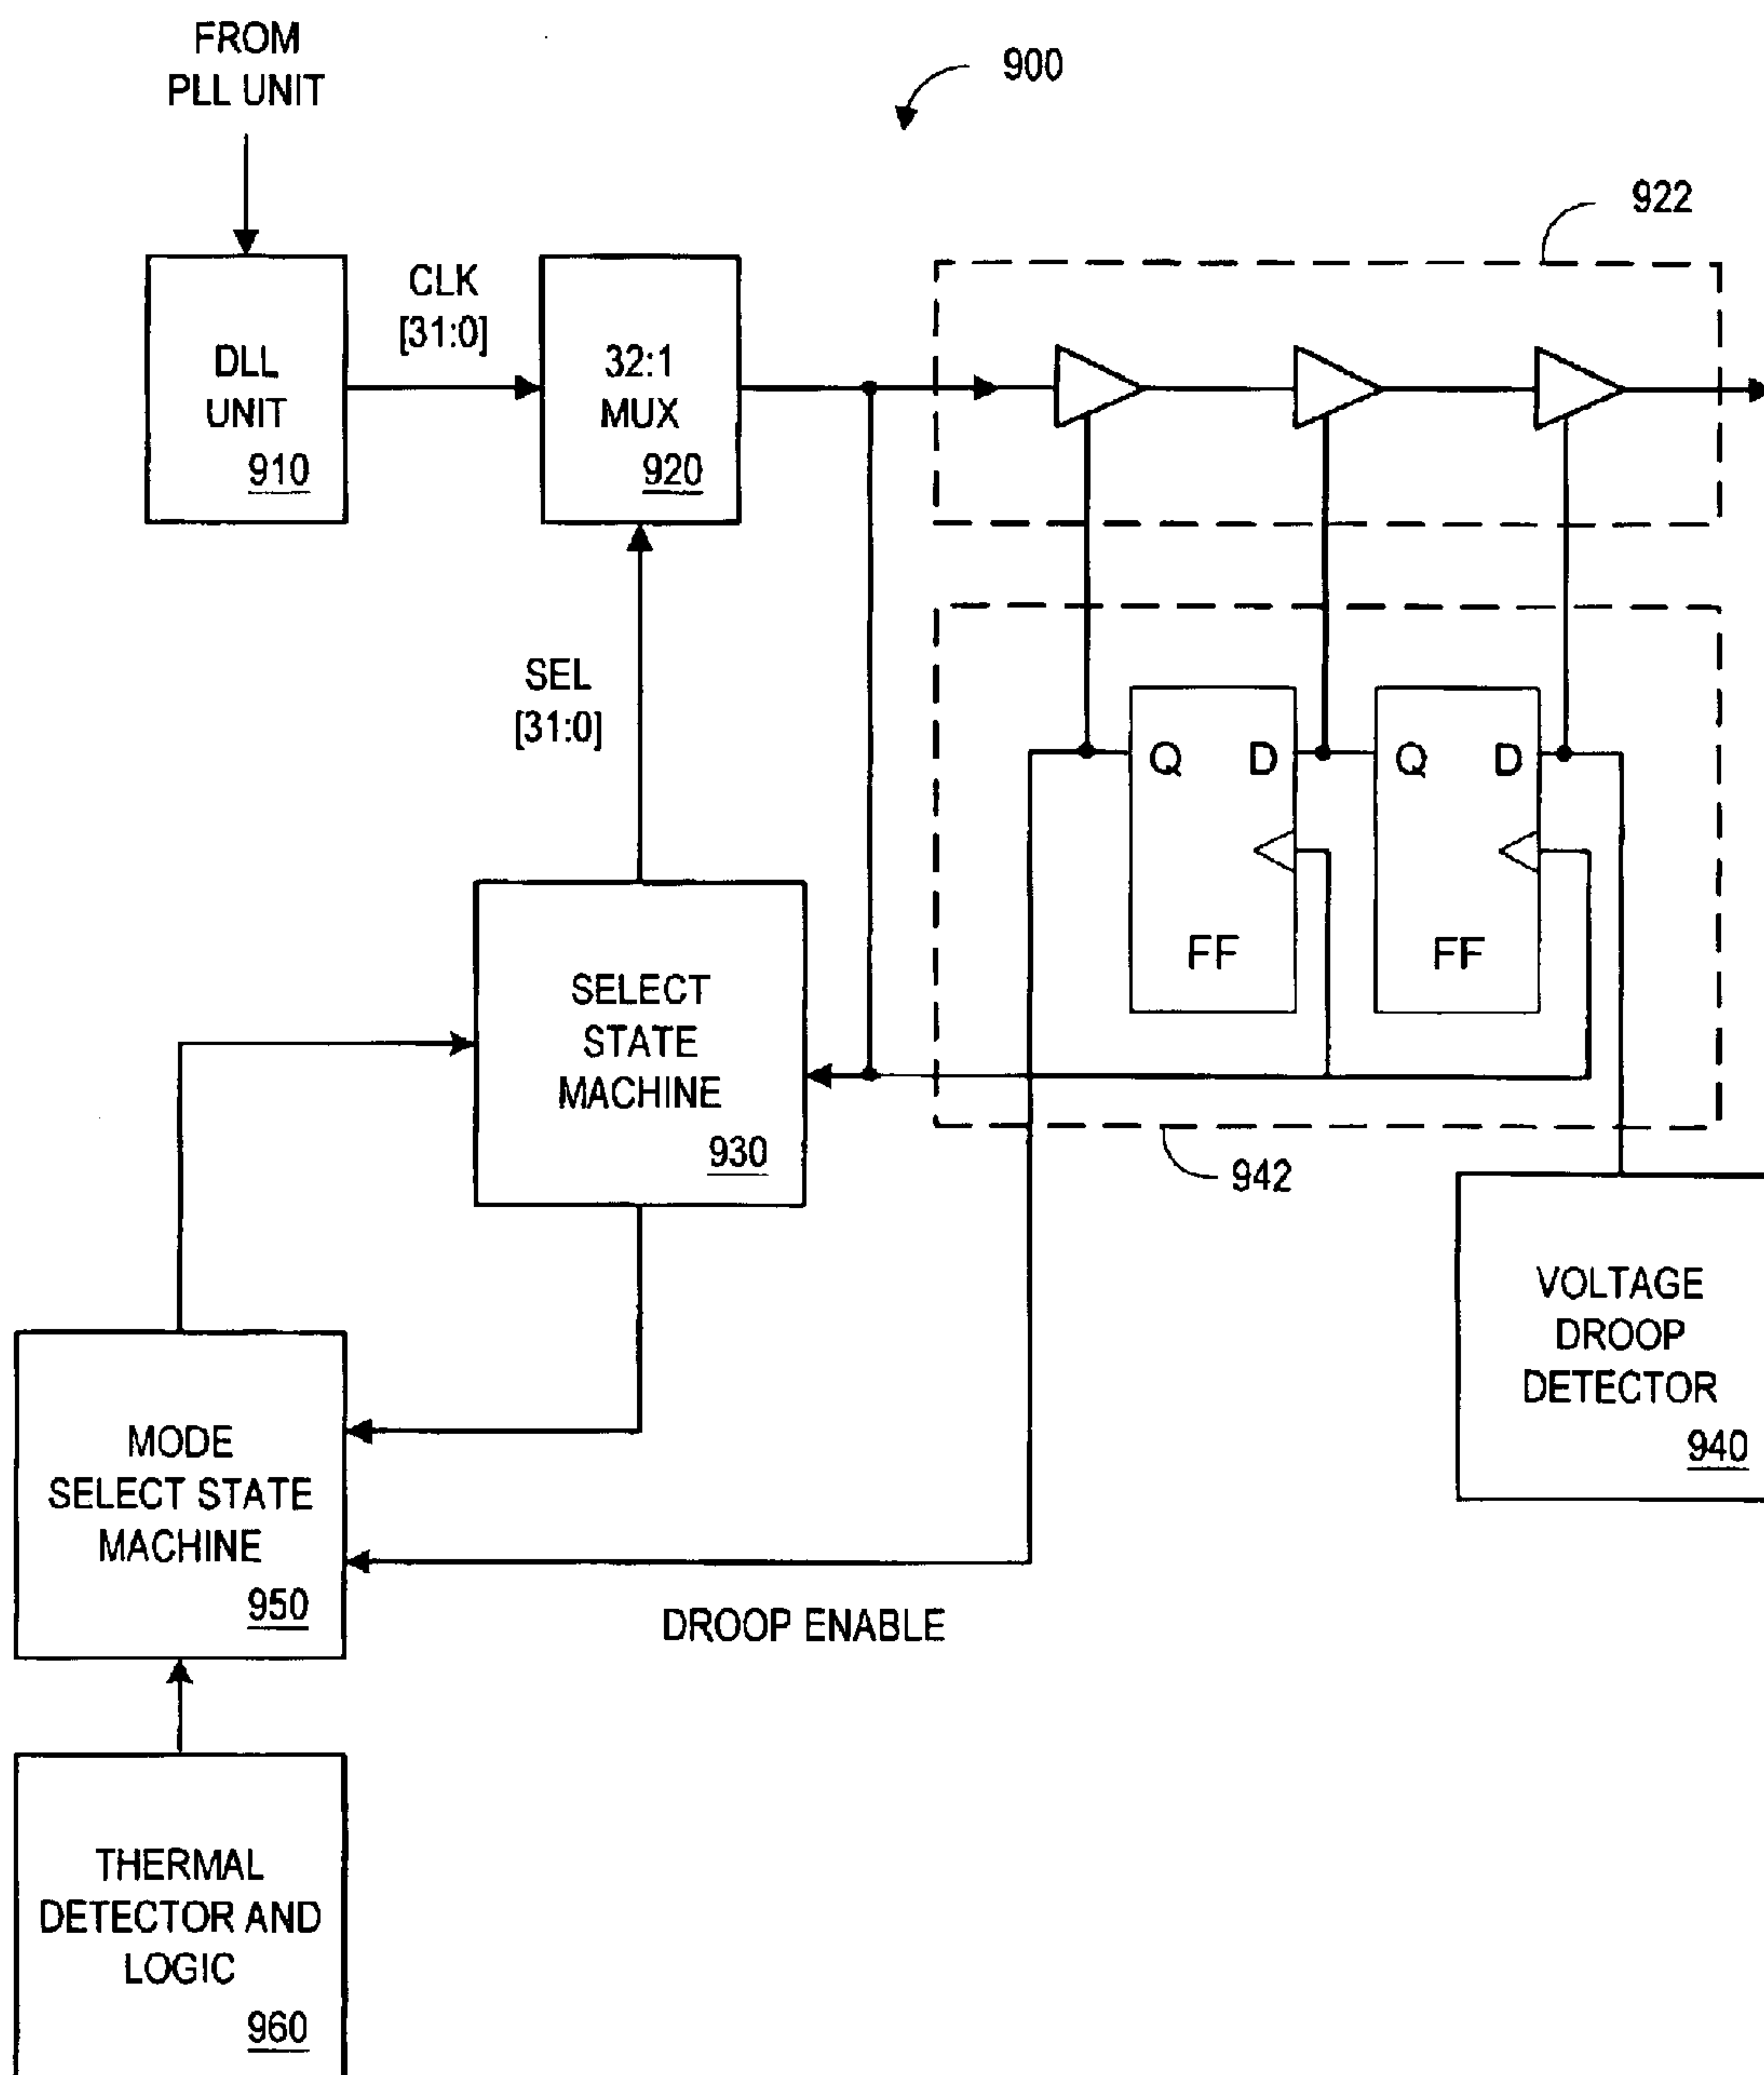 FROM
PLL UNIT
900
922
CLK
[31:0]
DLL
UNIT
910
32:1
MUX
920
SEL
[31:0]
Q
D
FF
Q
D
FF
SELECT
STATE
MACHINE
930
942
VOLTAGE
DROOP
DETECTOR
940
MODE
SELECT STATE
MACHINE
950
DROOP ENABLE
THERMAL
DETECTOR AND
LOGIC
960